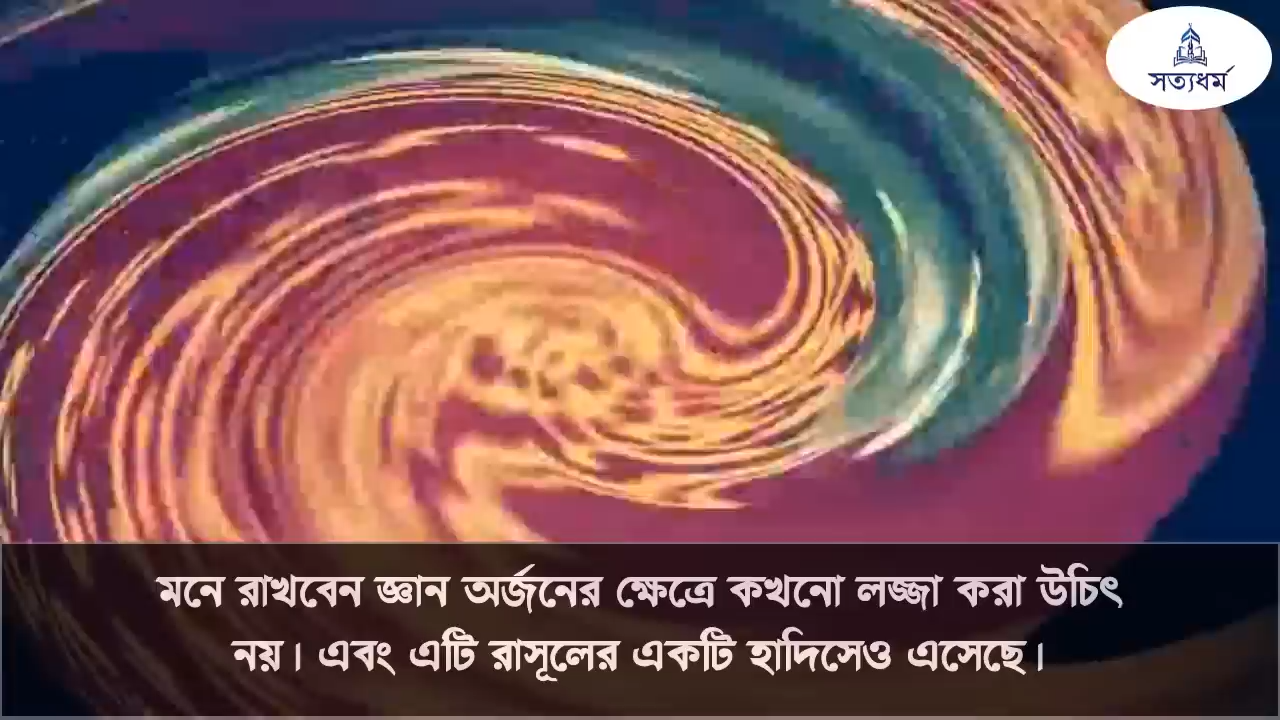 সত্যধর্ম
মনে রাখবেন জ্ঞান অর্জনের ক্ষেত্রে কখনো লজ্জা করা উচিৎ
নয়। এবং এটি রাসূলের একটি হাদিসেও এসেছে।